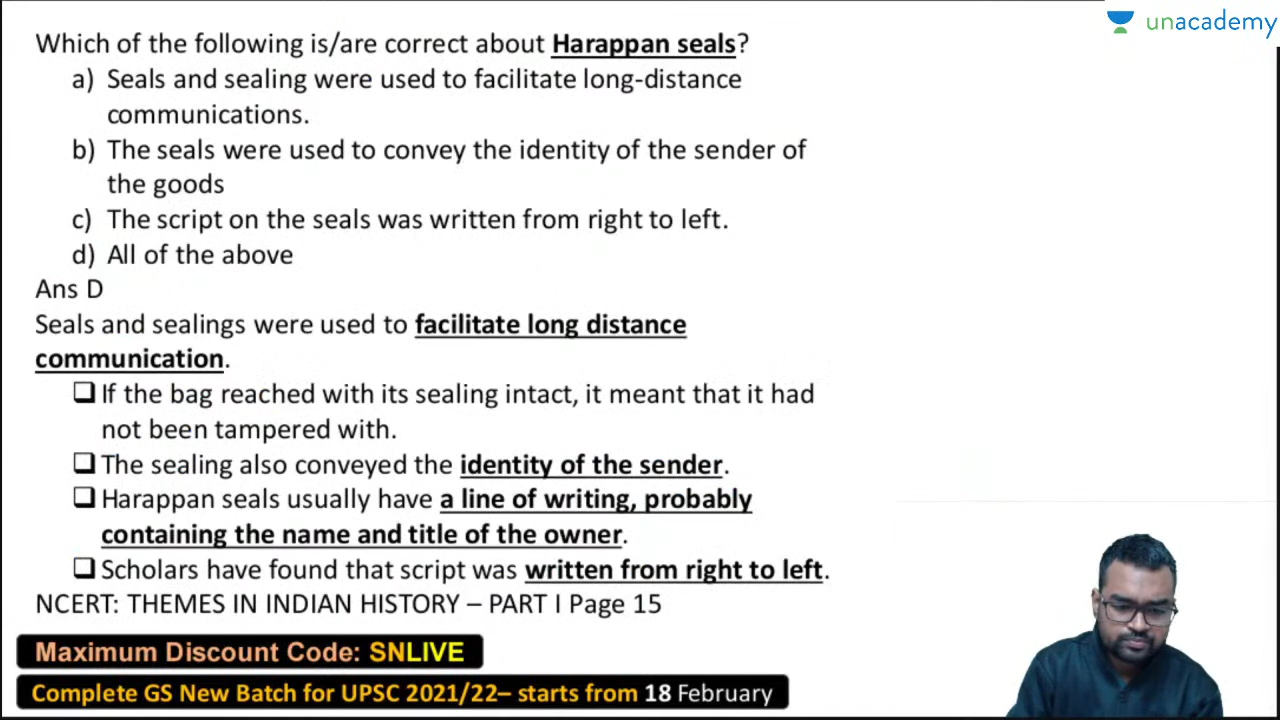 unacademy
Which of the following is/are correct about Harappan seals?
a) Seals and sealing were used to facilitate long-distance
communications.
b) The seals were used to convey the identity of the sender of
the goods
c) The script on the seals was written from right to left.
d) All of the above
Ans D
Seals and sealings were used to facilitate long distance
communication.
If the bag reached with its sealing intact, it meant that it had
not been tampered with.
The sealing also conveyed the identity of the sender.
Harappan seals usually have a line of writing, probably
containing the name and title of the owner.
Scholars have found that script was written from right to left.
NCERT: THEMES IN INDIAN HISTORY – PART I Page 15
Maximum Discount Code: SNLIVE
Complete GS New Batch for UPSC 2021/22– starts from 18 February